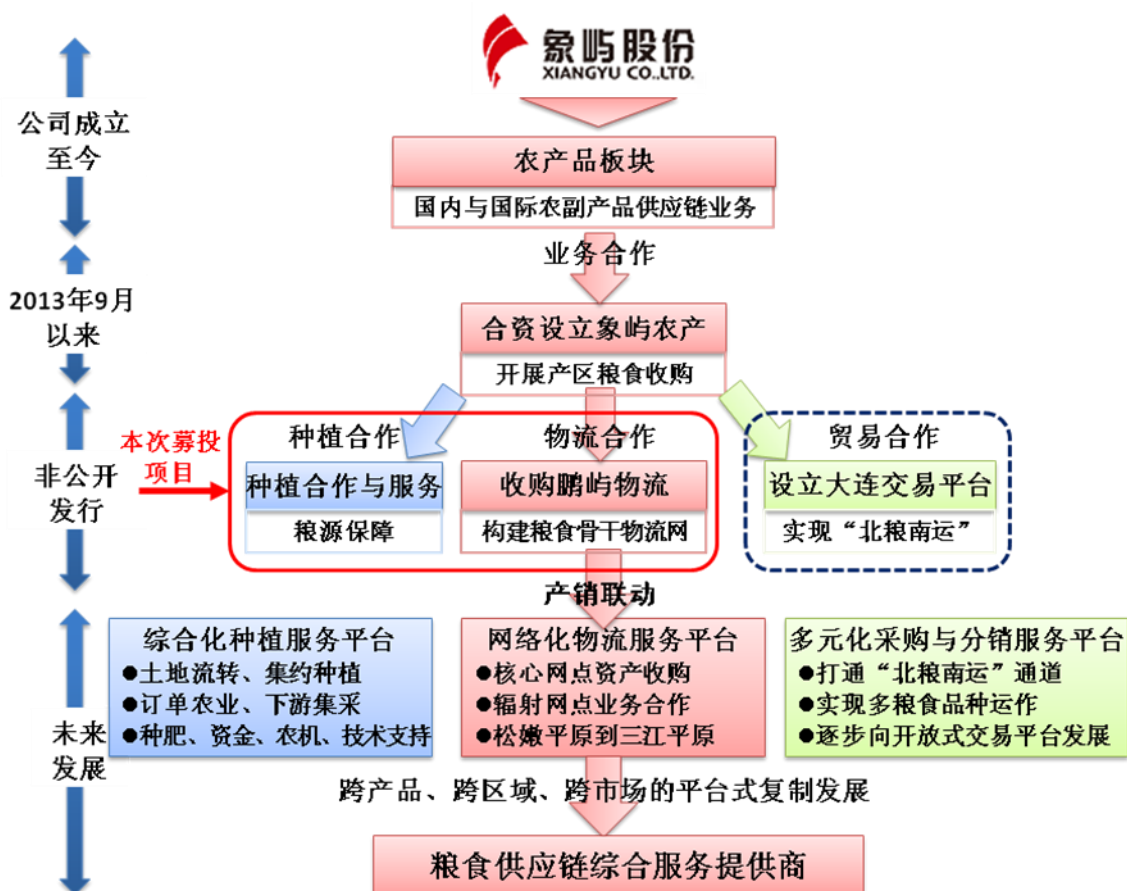 象屿股份
XIANGYU CO.,LTD.
公司成立
至今
农产品板块
国内与国际农副产品供应链业务
业务合作
2013年9月
以来
合资设立象屿农产
开展产区粮食收购
非公开
发行
本次募投
项目
种植合作
物流合作
贸易合作
种植合作与服务
收购鹏屿物流
设立大连交易平台
粮源保障
构建粮食骨干物流网
实现“北粮南运”
产销联动
未来
发展
综合化种植服务平台
●土地流转、集约种植
●订单农业、下游集采
●种肥、资金、农机、技术支持
网络化物流服务平台
●核心网点资产收购
●辐射网点业务合作
●松嫩平原到三江平原
多元化采购与分销服务平台
●打通“北粮南运”通道
●实现多粮食品种运作
●逐步向开放式交易平台发展
跨产品、跨区域、跨市场的平台式复制发展
粮食供应链综合服务提供商